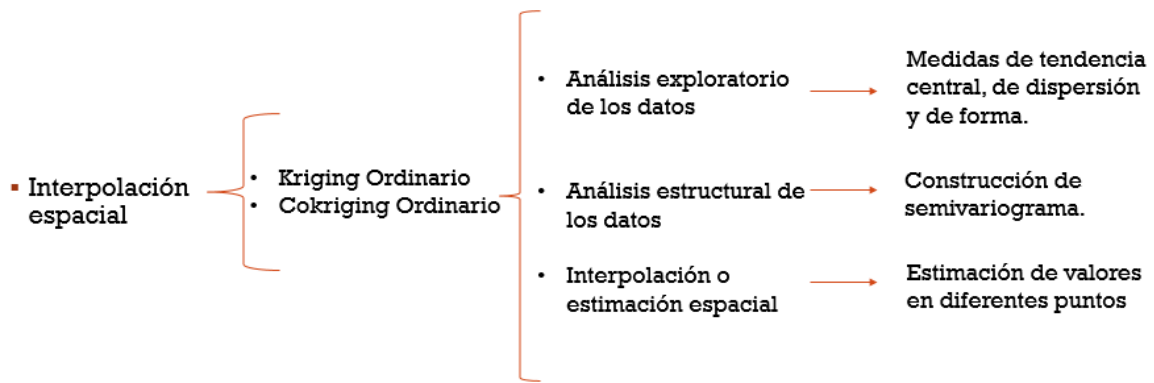 ▪ Interpolación
espacial
• Kriging Ordinario
• Cokriging Ordinario
• Análisis exploratorio
de los datos
Medidas de tendencia
central, de dispersión
y de forma.
• Análisis estructural de
los datos
Construcción de
semivariograma.
• Interpolación o
estimación espacial
Estimación de valores
en diferentes puntos